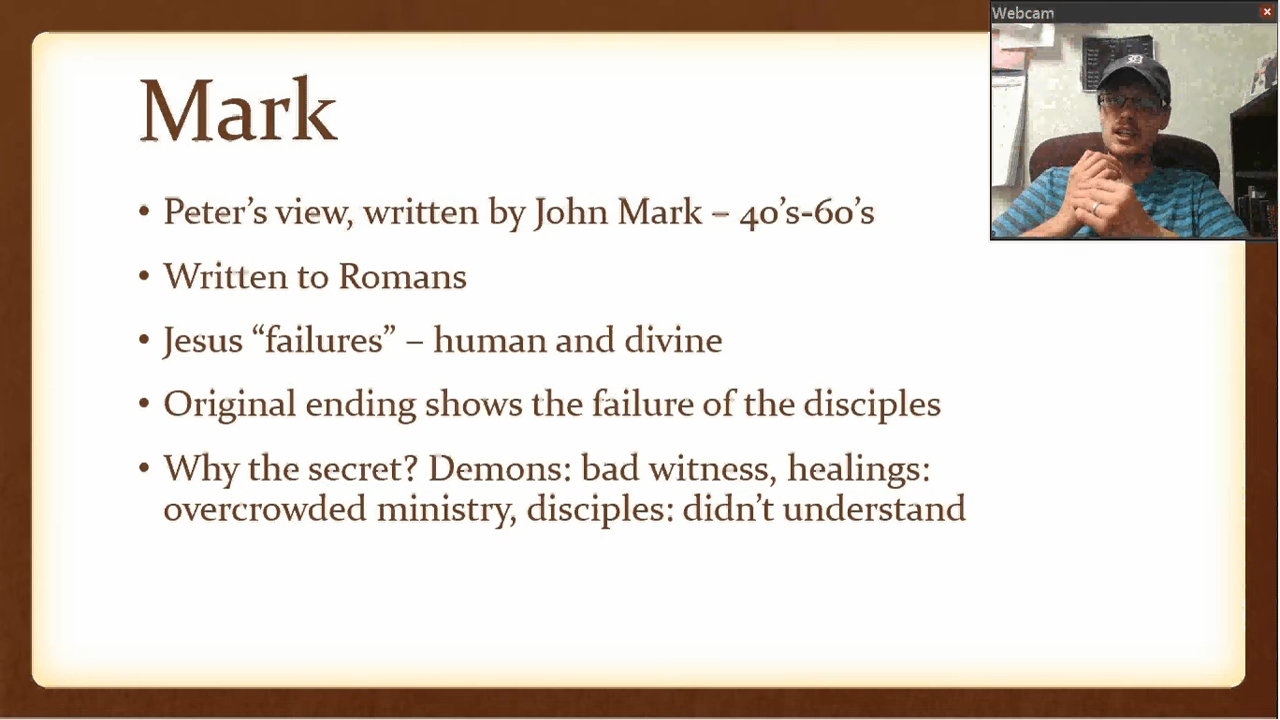 Webcam
Mark
• Peter’s view, written by John Mark – 40’s-60’s
• Written to Romans
• Jesus “failures” – human and divine
• Original ending shows the failure of the disciples
• Why the secret? Demons: bad witness, healings:
overcrowded ministry, disciples: didn’t understand